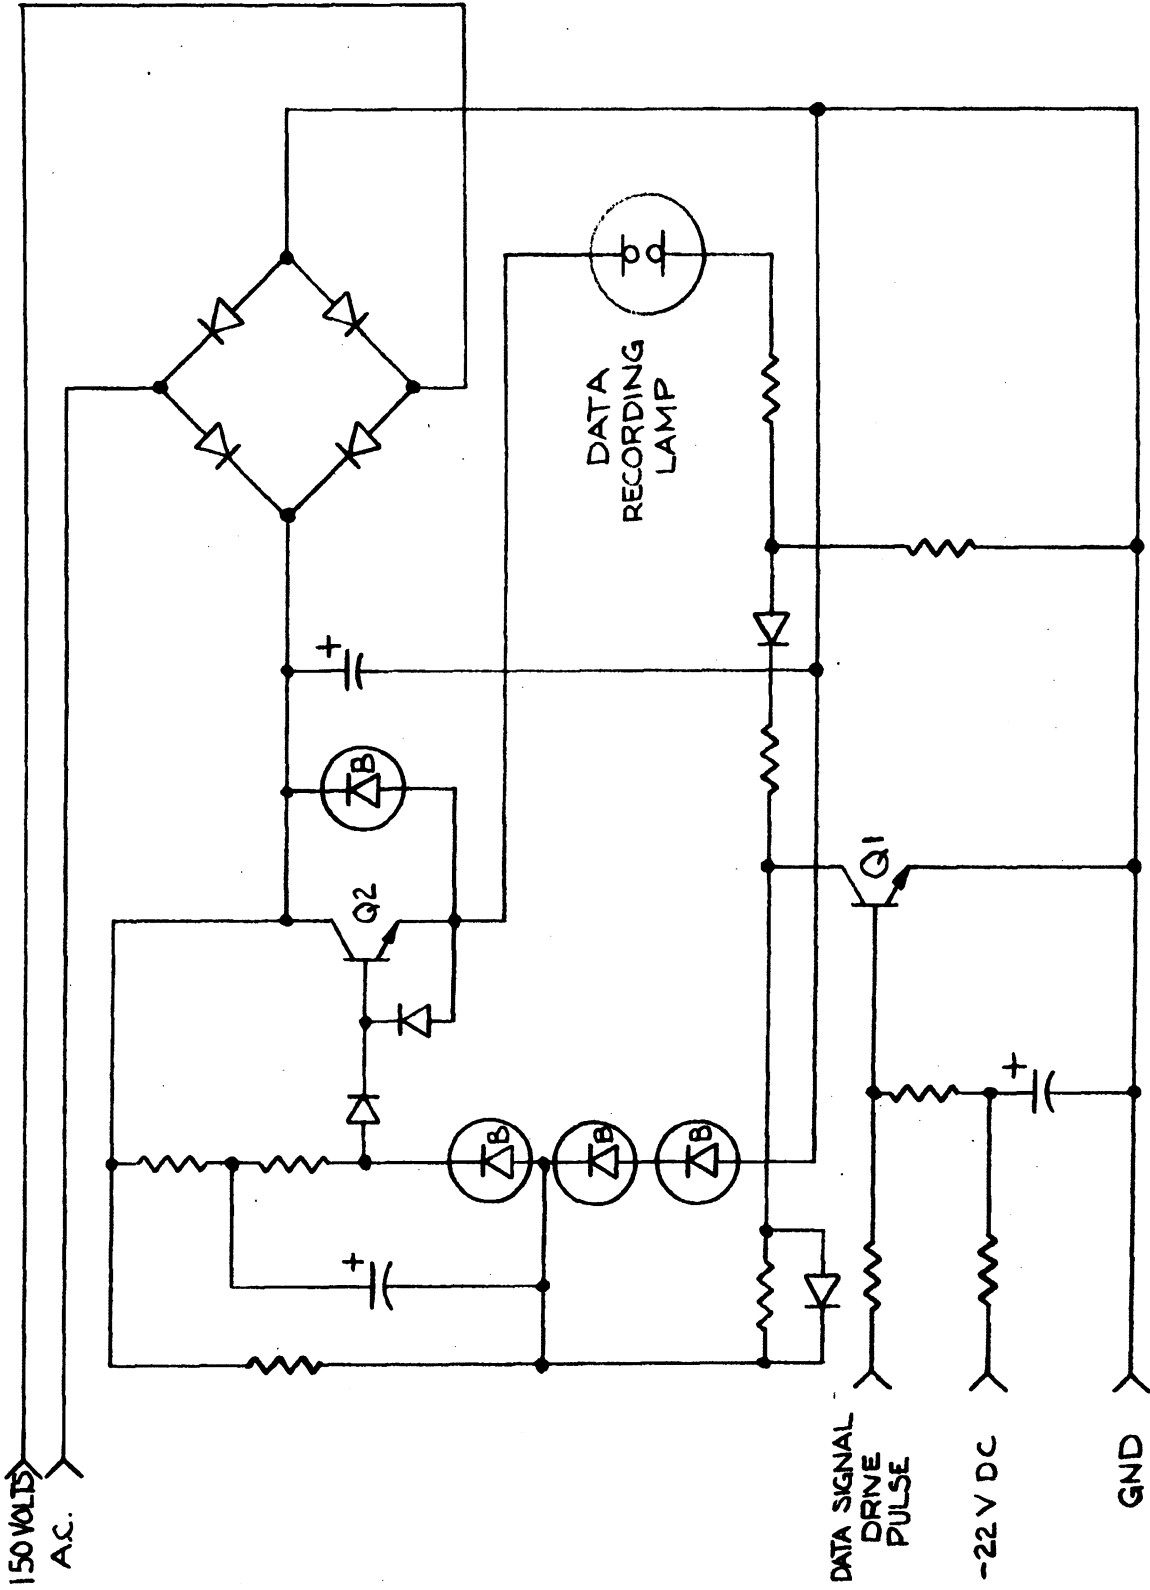 150 VOLTS
A.C.
DATA SIGNAL
DRIVE
PULSE
-22 V DC
GND
+
B
B
B
+
Q2
B
+
Q1
+
DATA
RECORDING
LAMP